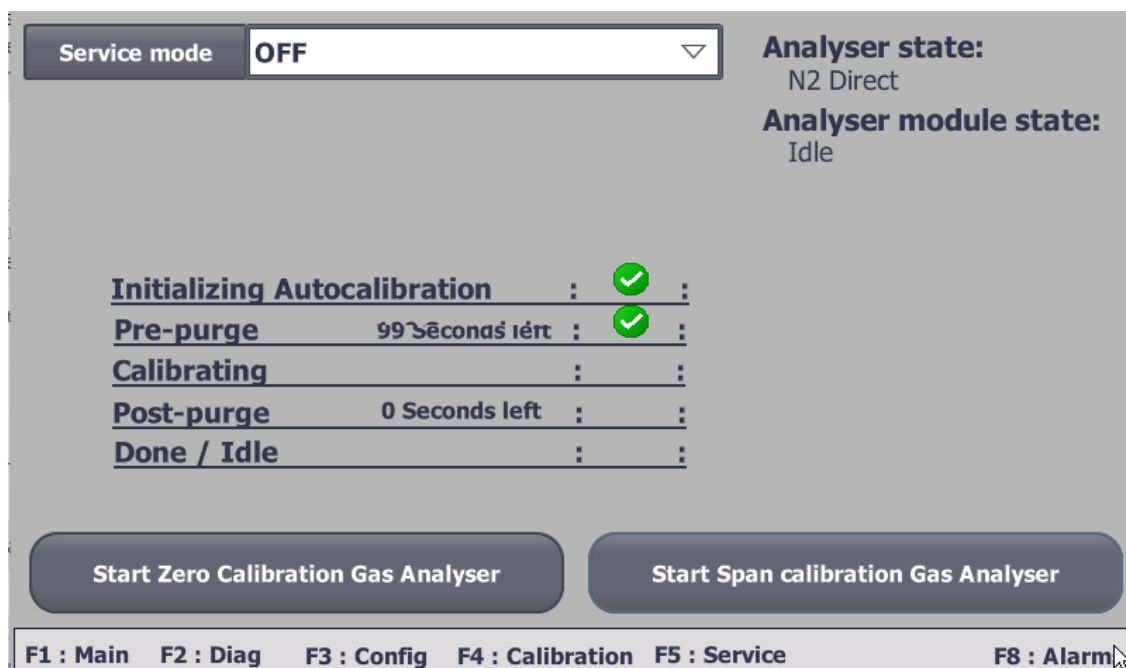 Service mode OFF
Analyser state:
N2 Direct
Analyser module state:
Idle
Initializing Autocalibration : :
Pre-purge 99 Seconds left : :
Calibrating : :
Post-purge 0 Seconds left : :
Done / Idle : :
Start Zero Calibration Gas Analyser Start Span calibration Gas Analyser
F1 : Main F2 : Diag F3 : Config F4 : Calibration F5 : Service F8 : Alarm